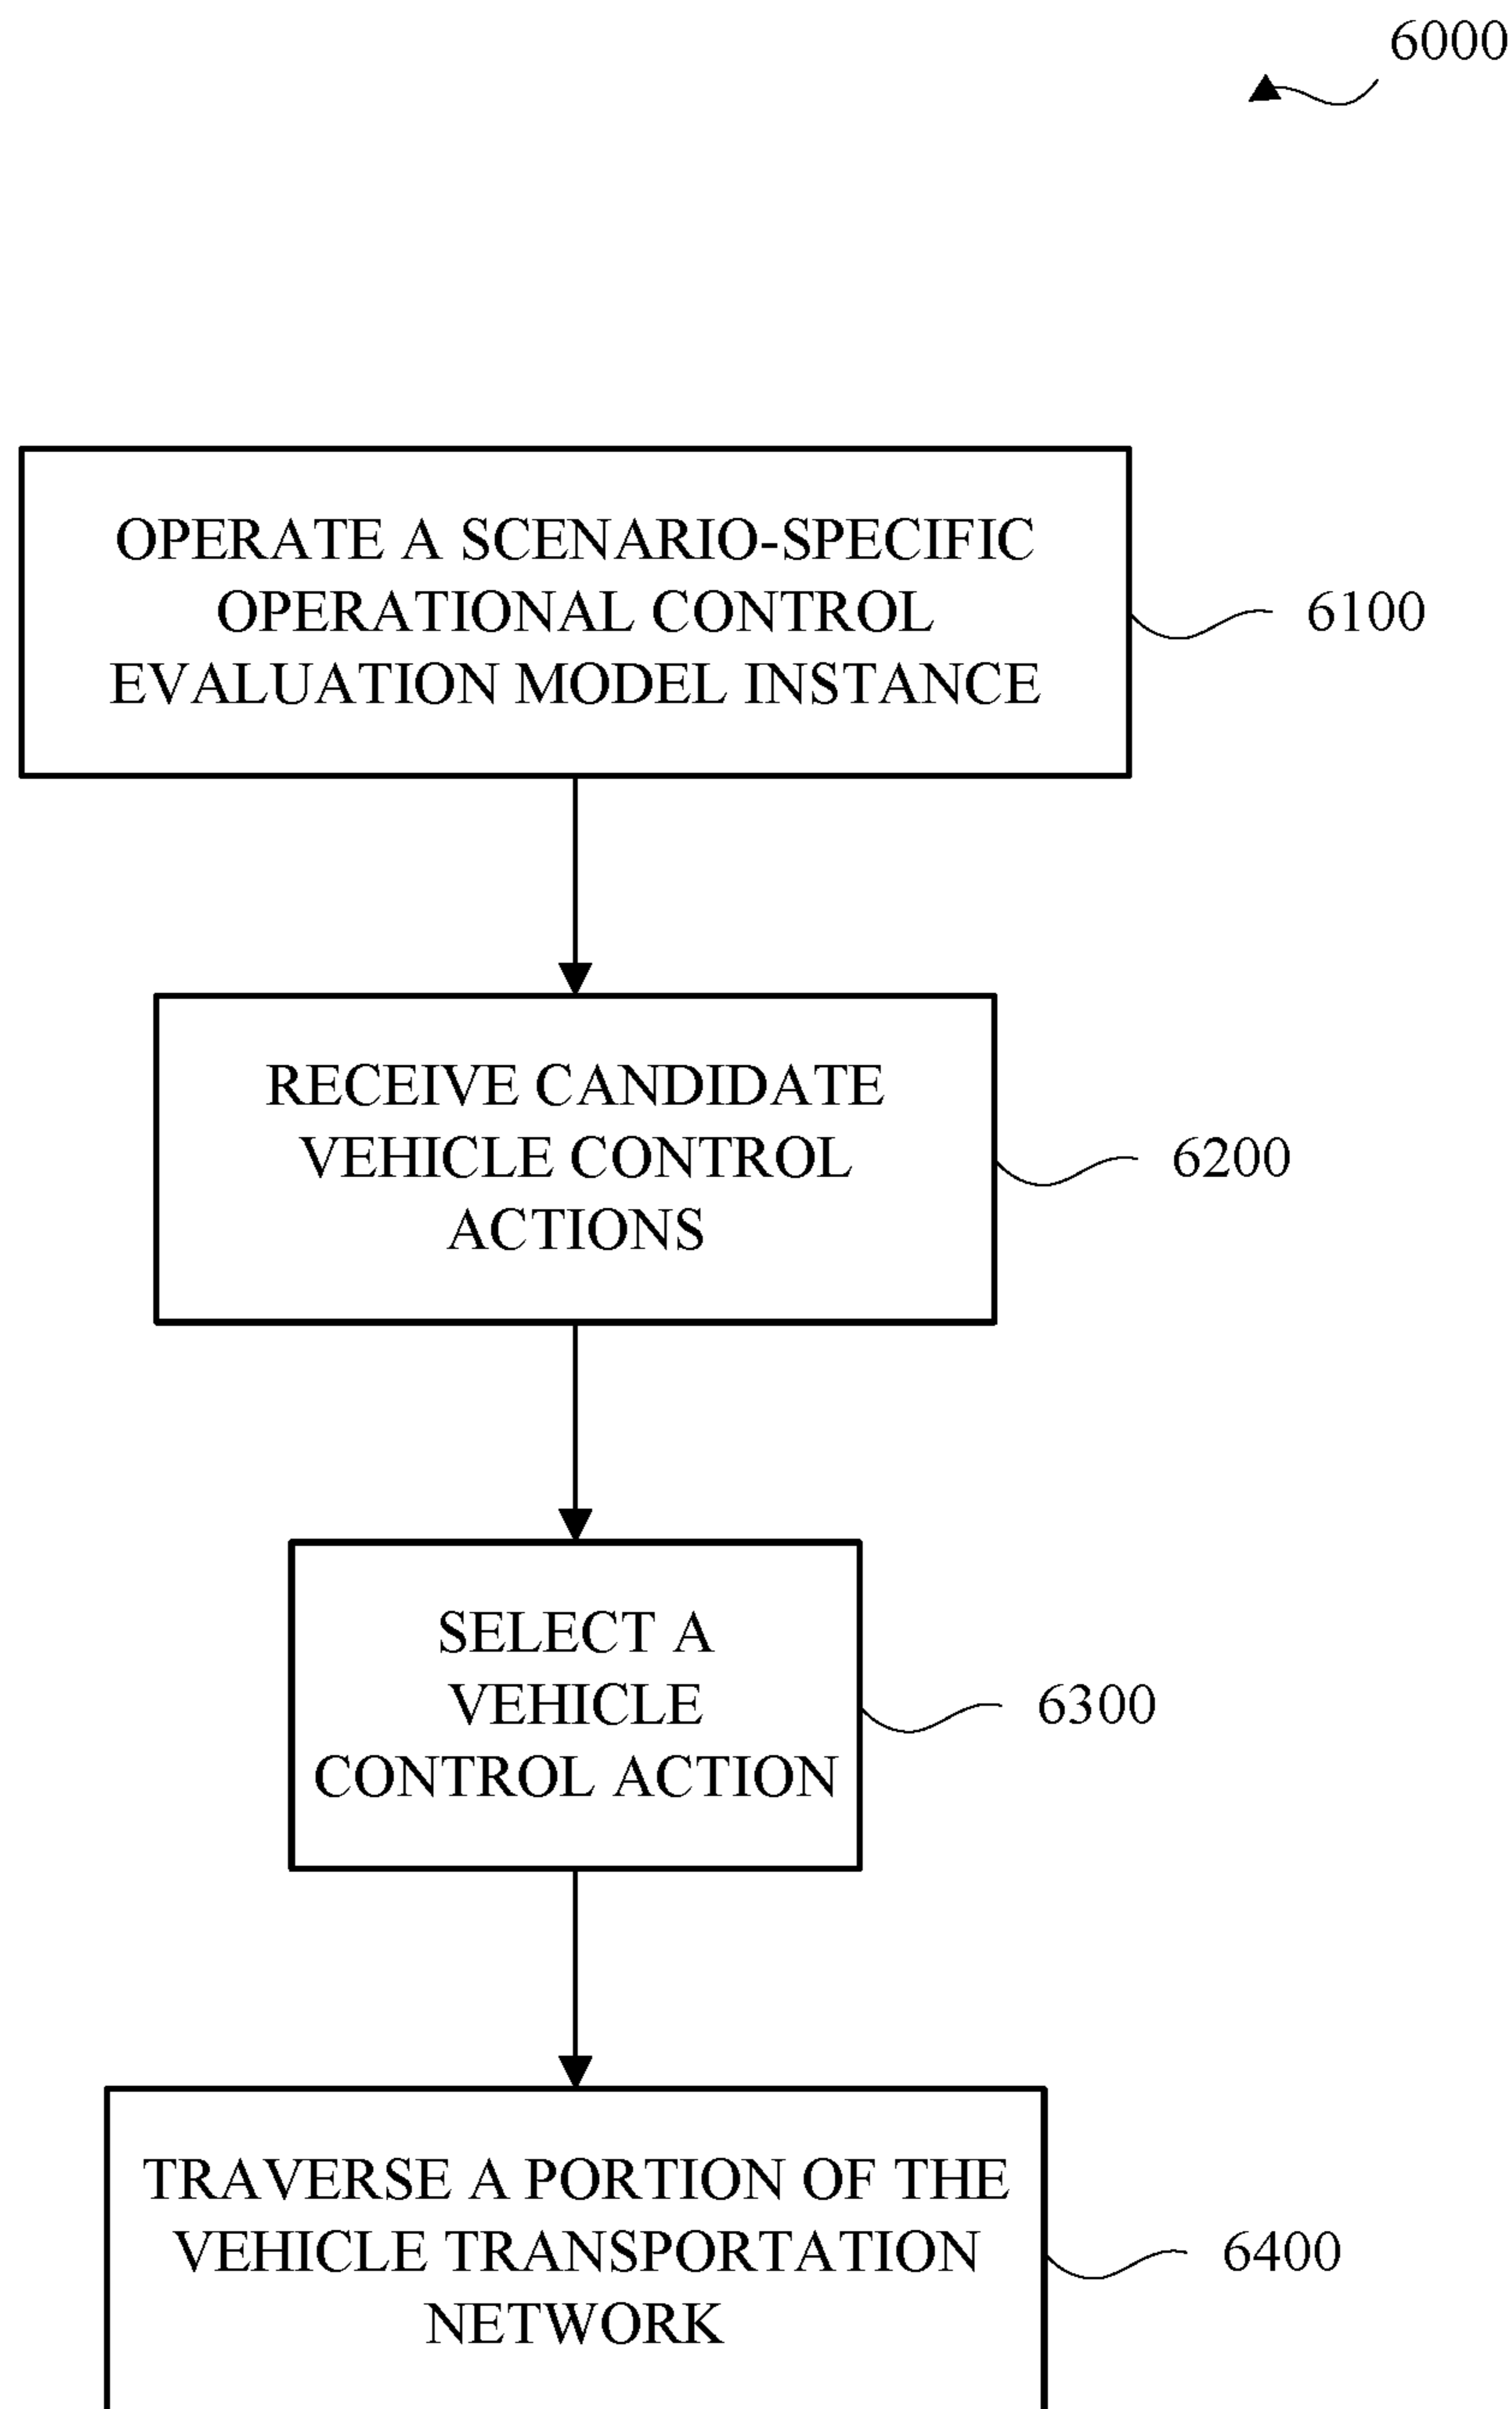 6000
OPERATE A SCENARIO-SPECIFIC
OPERATIONAL CONTROL
EVALUATION MODEL INSTANCE
6100
RECEIVE CANDIDATE
VEHICLE CONTROL
ACTIONS
6200
SELECT A
VEHICLE
CONTROL ACTION
6300
TRAVERSE A PORTION OF THE
VEHICLE TRANSPORTATION
NETWORK
6400